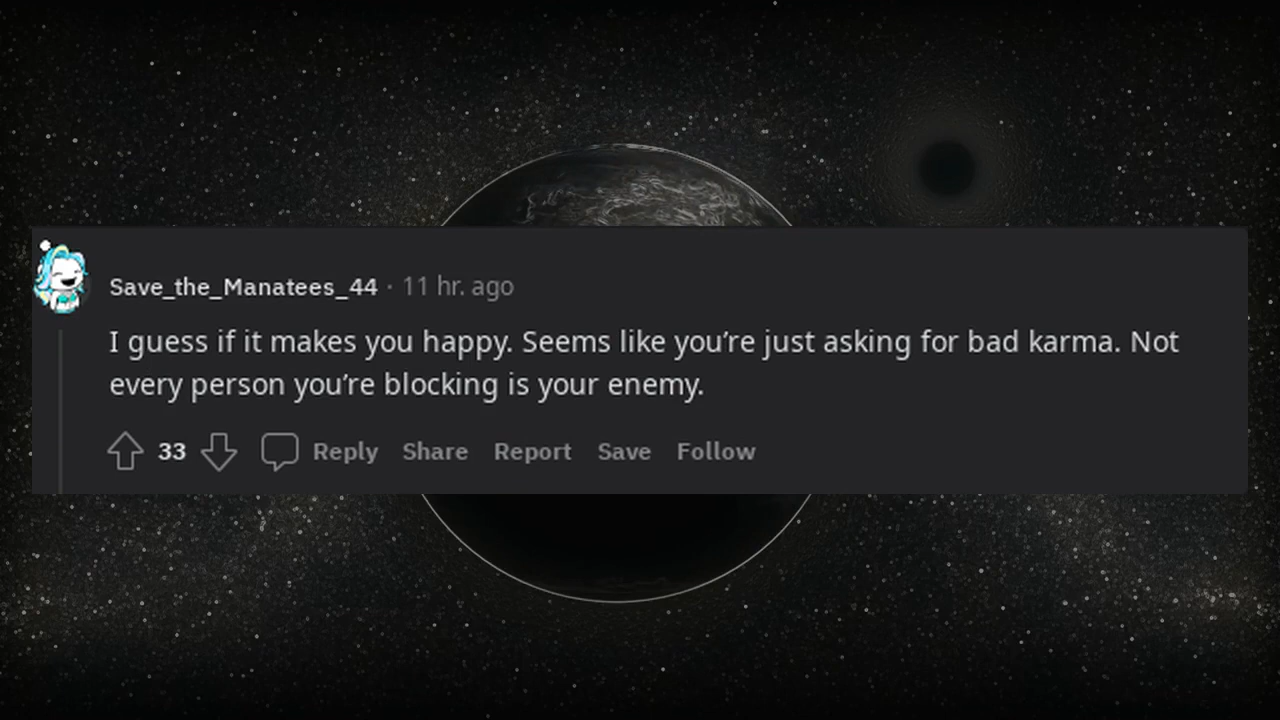 Save_the_Manatees_44 · 11 hr. ago
I guess if it makes you happy. Seems like you’re just asking for bad karma. Not
every person you’re blocking is your enemy.
33 Reply Share Report Save Follow